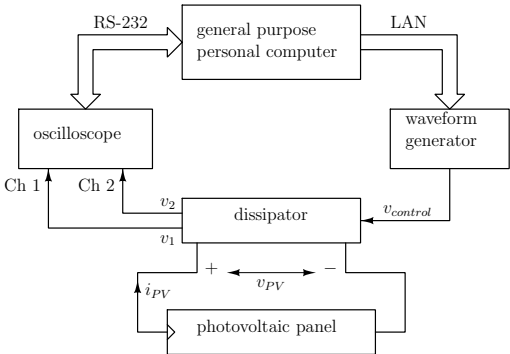 RS-232
general purpose
personal computer
LAN
oscilloscope
waveform
generator
Ch 1
Ch 2
v2
v1
dissipator
vcontrol
+
vPV
−
iPV
photovoltaic panel